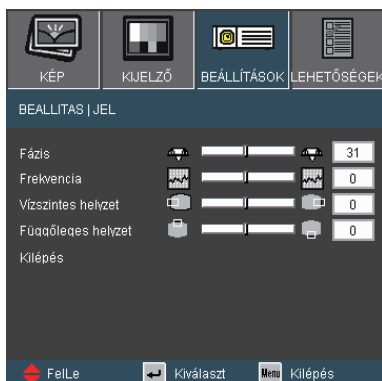 KÉP KIJELZŐ BEÁLLÍTÁSOK LEHETŐSÉGEK
BEALLITAS | JEL
Fázis 31
Frekvencia 0
Vízszintes helyzet 0
Függőleges helyzet 0
Kilépés
FelLe Kiválaszt Menu Kilépés